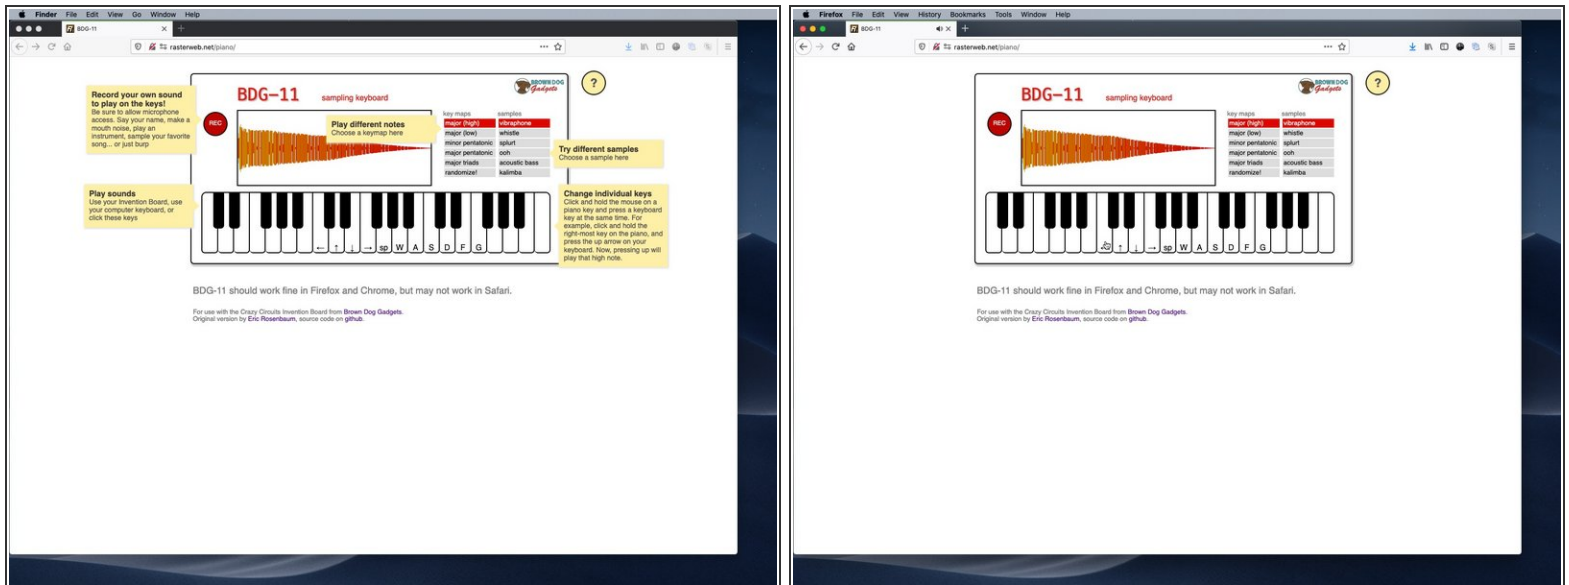 Finder File Edit View Go Window Help
BDG-11
rasterweb.net/piano/
BROWN DOG
Gadgets
?
BDG-11 sampling keyboard
REC
Record your own sound
to play on the keys!
Be sure to allow microphone
access. Say your name, make a
mouth noise, play an
instrument, sample your favorite
song... or just burp
Play different notes
Choose a keymap here
key maps samples
major (high) vibraphone
major (low) whistle
minor pentatonic splurt
major pentatonic ooh
major triads acoustic bass
randomize! kalimba
Try different samples
Choose a sample here
Play sounds
Use your Invention Board, use
your computer keyboard, or
click these keys
Change individual keys
Click and hold the mouse on a
piano key and press a keyboard
key at the same time. For
example, click and hold the
right-most key on the piano, and
press the up arrow on your
keyboard. Now, pressing up will
play that high note.
← ↑ ↓ → sp W A S D F G
BDG-11 should work fine in Firefox and Chrome, but may not work in Safari.
For use with the Crazy Circuits Invention Board from Brown Dog Gadgets.
Original version by Eric Rosenbaum, source code on github.
Firefox File Edit View History Bookmarks Tools Window Help
BDG-11
rasterweb.net/piano/
BROWN DOG
Gadgets
?
BDG-11 sampling keyboard
REC
key maps samples
major (high) vibraphone
major (low) whistle
minor pentatonic splurt
major pentatonic ooh
major triads acoustic bass
randomize! kalimba
↑ ↓ → sp W A S D F G
BDG-11 should work fine in Firefox and Chrome, but may not work in Safari.
For use with the Crazy Circuits Invention Board from Brown Dog Gadgets.
Original version by Eric Rosenbaum, source code on github.